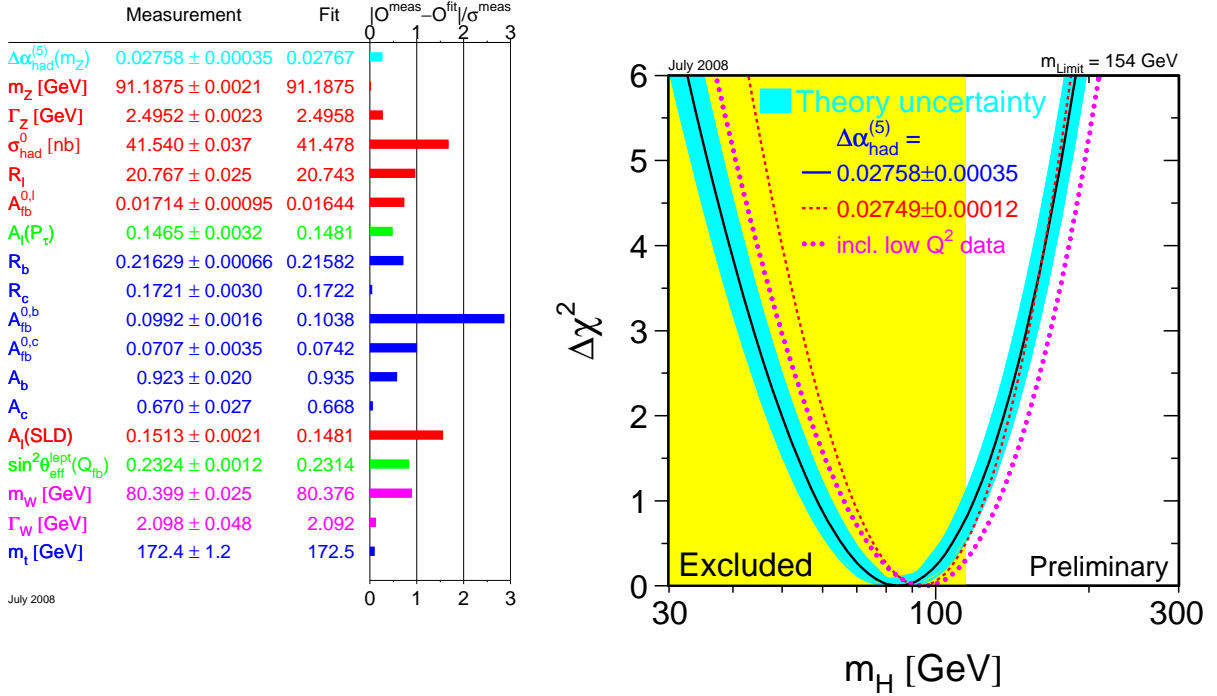 Measurement Fit |O^meas−O^fit|/σ^meas
0 1 2 3
Δα_had^(5)(m_Z) 0.02758 ± 0.00035 0.02767
m_Z [GeV] 91.1875 ± 0.0021 91.1875
Γ_Z [GeV] 2.4952 ± 0.0023 2.4958
σ_had^0 [nb] 41.540 ± 0.037 41.478
R_l 20.767 ± 0.025 20.743
A_fb^0,l 0.01714 ± 0.00095 0.01644
A_l(P_τ) 0.1465 ± 0.0032 0.1481
R_b 0.21629 ± 0.00066 0.21582
R_c 0.1721 ± 0.0030 0.1722
A_fb^0,b 0.0992 ± 0.0016 0.1038
A_fb^0,c 0.0707 ± 0.0035 0.0742
A_b 0.923 ± 0.020 0.935
A_c 0.670 ± 0.027 0.668
A_l(SLD) 0.1513 ± 0.0021 0.1481
sin²θ_eff^lept(Q_fb) 0.2324 ± 0.0012 0.2314
m_W [GeV] 80.399 ± 0.025 80.376
Γ_W [GeV] 2.098 ± 0.048 2.092
m_t [GeV] 172.4 ± 1.2 172.5
0 1 2 3
July 2008
July 2008 m_Limit = 154 GeV
Theory uncertainty
Δα_had^(5) =
0.02758±0.00035
0.02749±0.00012
incl. low Q² data
6
5
4
3
2
1
0
Δχ²
Excluded Preliminary
30 100 300
m_H [GeV]